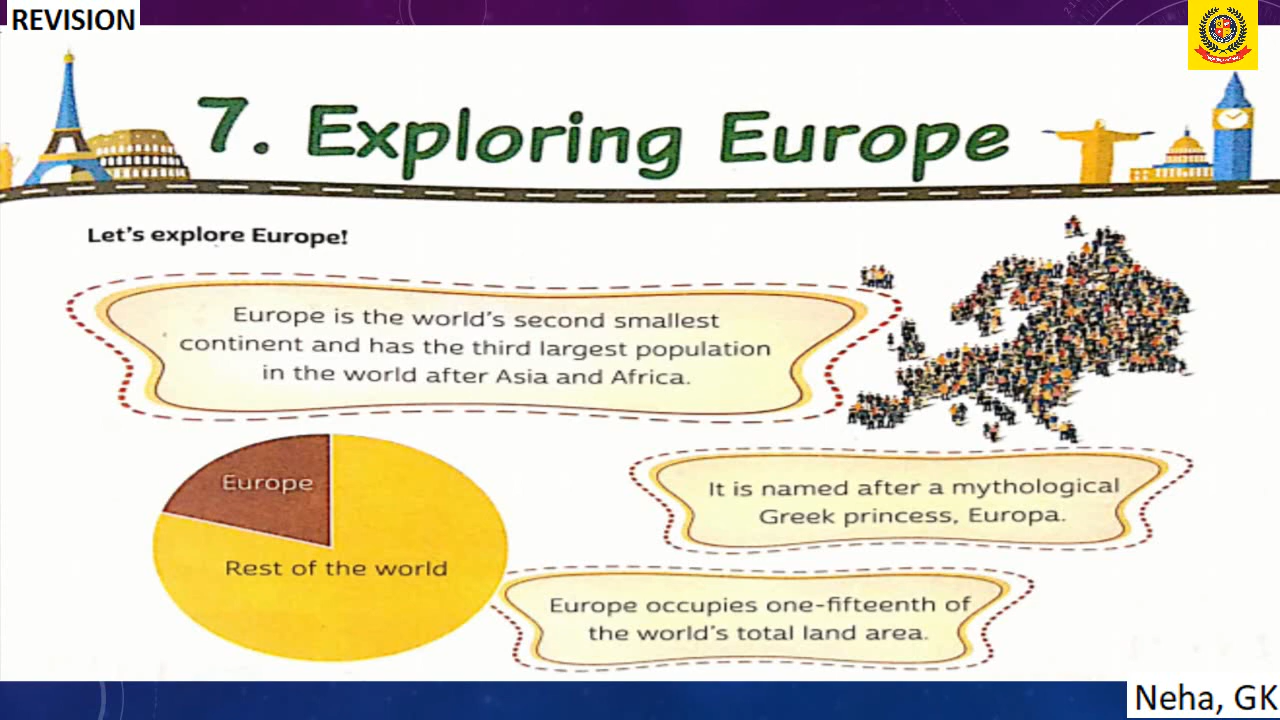 REVISION
7. Exploring Europe
Let's explore Europe!
Europe is the world's second smallest
continent and has the third largest population
in the world after Asia and Africa.
Europe
Rest of the world
It is named after a mythological
Greek princess, Europa.
Europe occupies one-fifteenth of
the world's total land area.
Neha, GK